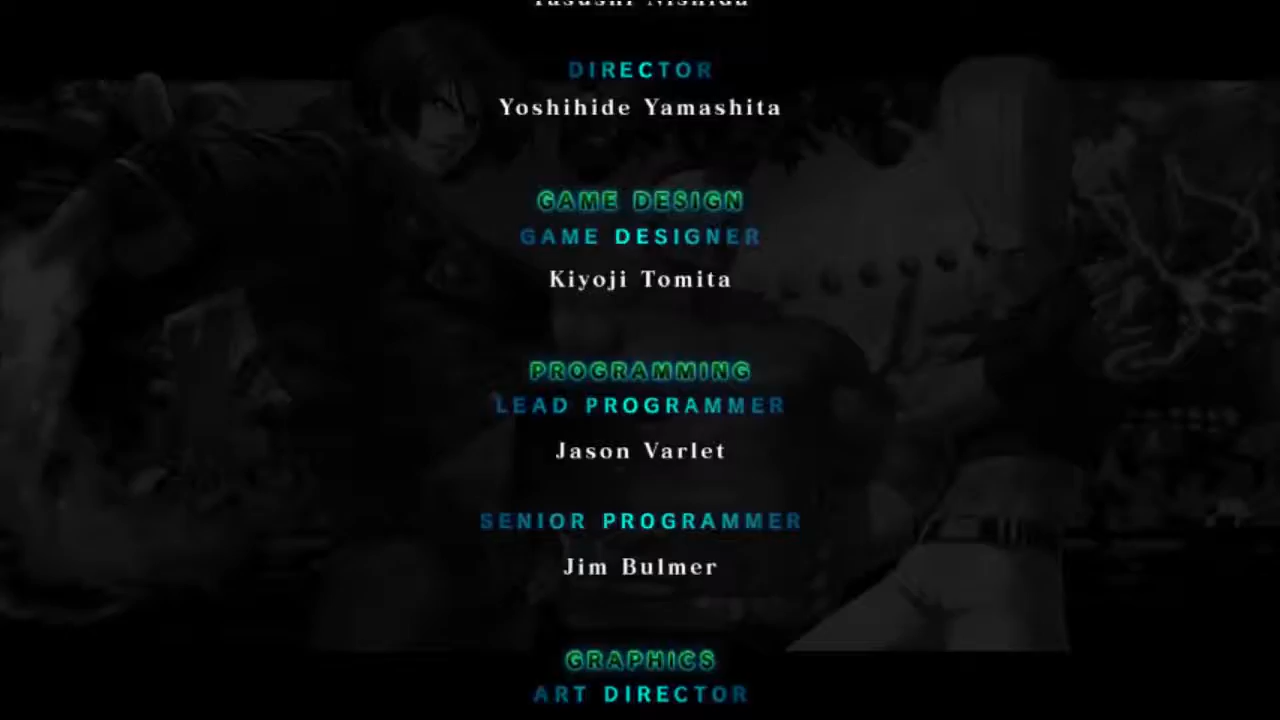 DIRECTOR
Yoshihide Yamashita
GAME DESIGN
GAME DESIGNER
Kiyoji Tomita
PROGRAMMING
LEAD PROGRAMMER
Jason Varlet
SENIOR PROGRAMMER
Jim Bulmer
GRAPHICS
ART DIRECTOR